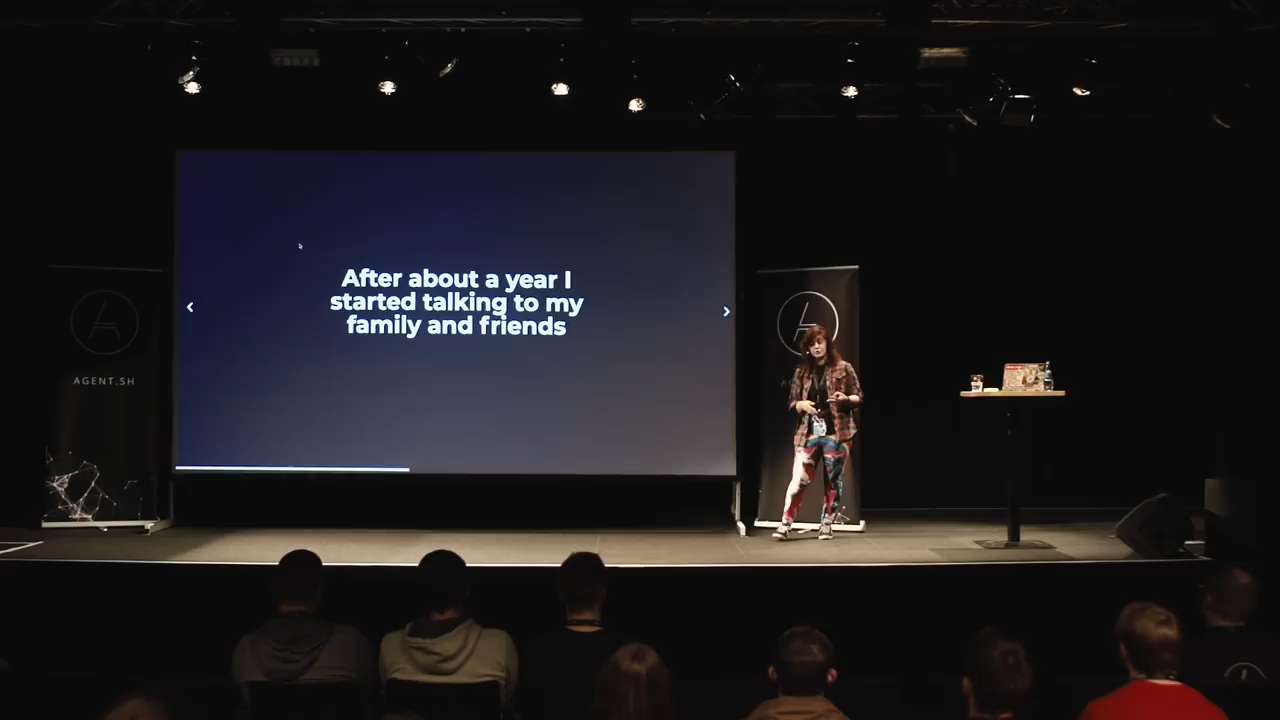 After about a year I
started talking to my
family and friends
AGENT.SH